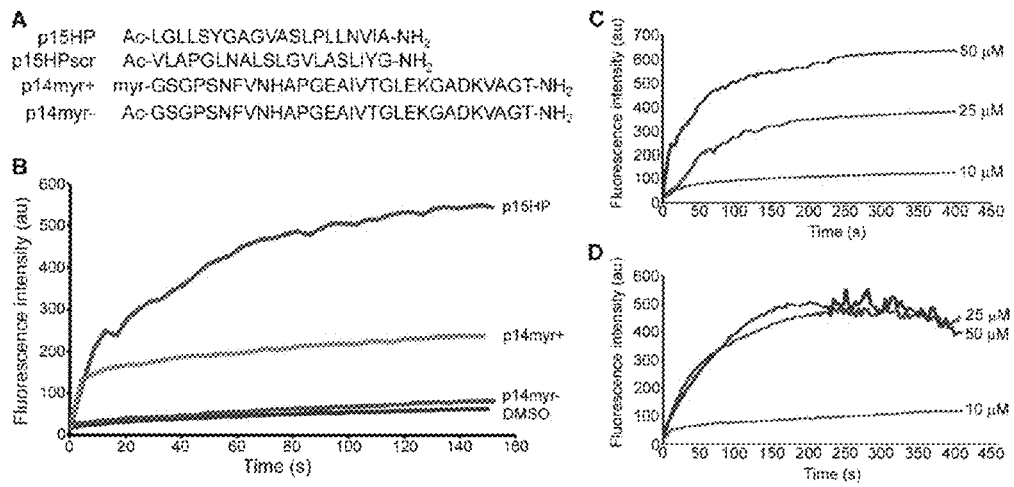 A
p15HP Ac-LGLLSYGAGVASLPLLNVIA-NH2
p15HPscr Ac-VLAPGLNALSLGVLASLIYG-NH2
p14myr+ myr-GSGPSNFVNHAPGEAIVTGLEKGADKVAGT-NH2
p14myr- Ac-GSGPSNFVNHAPGEAIVTGLEKGADKVAGT-NH2
B
Fluorescence intensity (au)
600
500
400
300
200
100
0
p15HP
p14myr+
p14myr-
DMSO
0 20 40 60 80 100 120 140 160
Time (s)
C
Fluorescence intensity (au)
700
600
500
400
300
200
100
0
50 µM
25 µM
10 µM
0 50 100 150 200 250 300 350 400 450
Time (s)
D
Fluorescence intensity (au)
600
500
400
300
200
100
0
25 µM
50 µM
10 µM
0 50 100 150 200 250 300 350 400 450
Time (s)